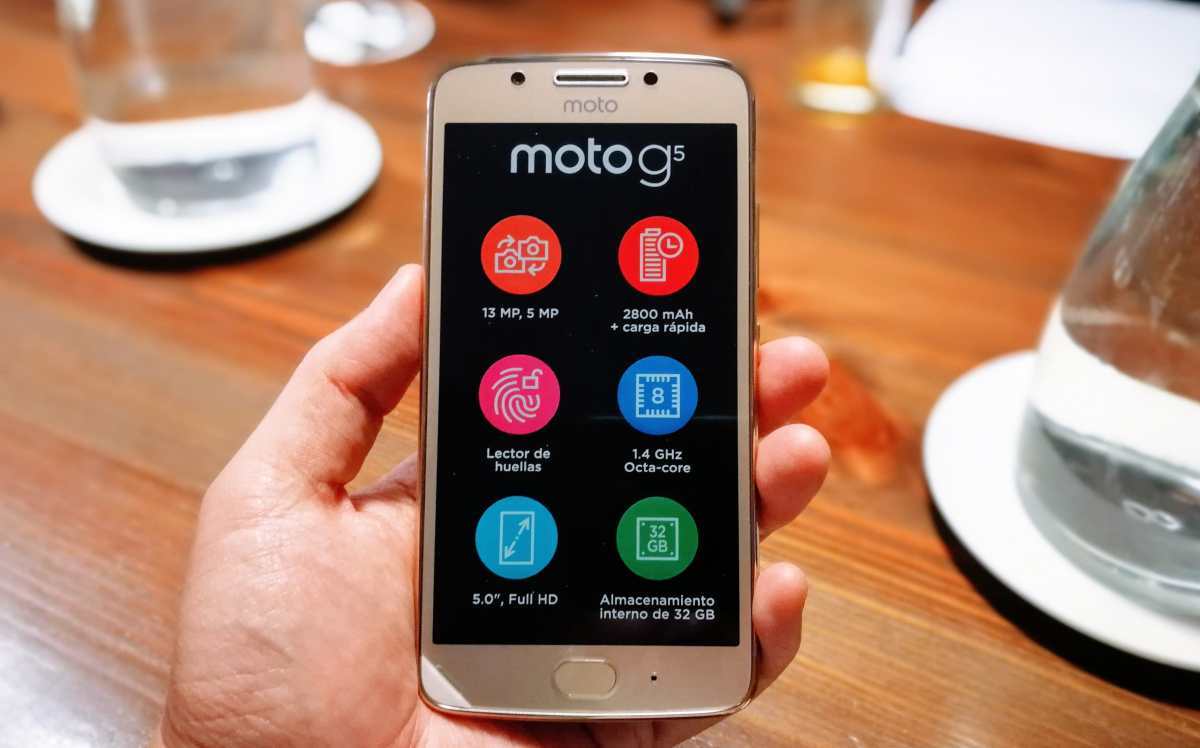 moto
moto g5
13 MP, 5 MP
2800 mAh
+ carga rápida
Lector de
huellas
8
1.4 GHz
Octa-core
5.0", Full HD
32
GB
Almacenamiento
interno de 32 GB